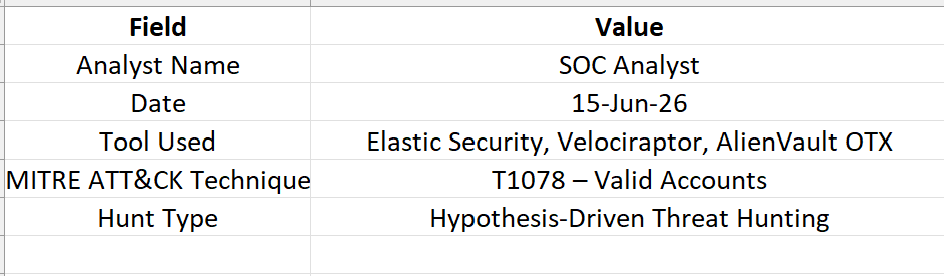 Field Value
Analyst Name SOC Analyst
Date 15-Jun-26
Tool Used Elastic Security, Velociraptor, AlienVault OTX
MITRE ATT&CK Technique T1078 – Valid Accounts
Hunt Type Hypothesis-Driven Threat Hunting